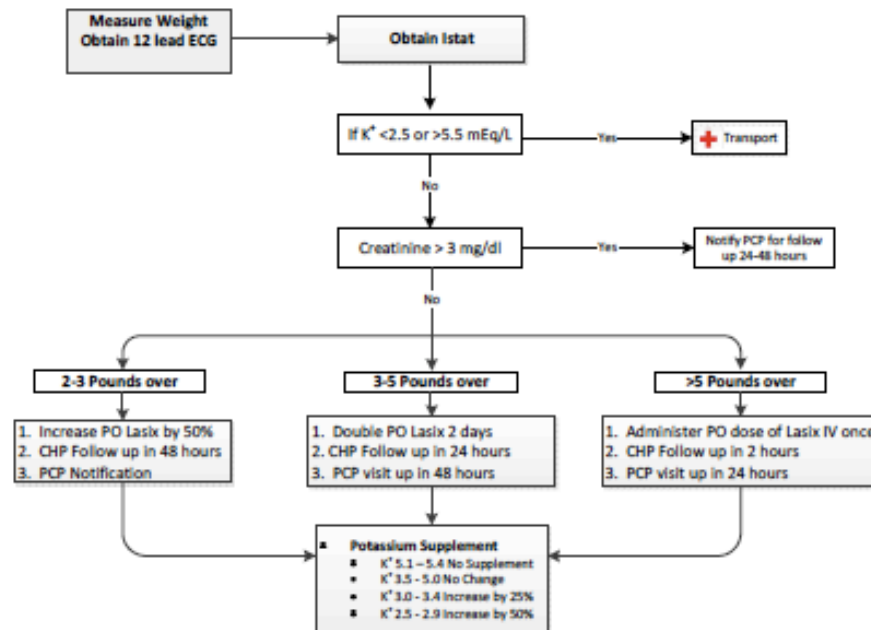 Measure Weight
Obtain 12 lead ECG
Obtain Istat
If K⁺ <2.5 or >5.5 mEq/L
Yes
Transport
No
Creatinine > 3 mg/dl
Yes
Notify PCP for follow
up 24-48 hours
No
2-3 Pounds over
3-5 Pounds over
>5 Pounds over
1. Increase PO Lasix by 50%
2. CHP Follow up in 48 hours
3. PCP Notification
1. Double PO Lasix 2 days
2. CHP Follow up in 24 hours
3. PCP visit up in 48 hours
1. Administer PO dose of Lasix IV once
2. CHP Follow up in 2 hours
3. PCP visit up in 24 hours
Potassium Supplement
K⁺ 5.1 – 5.4 No Supplement
K⁺ 3.5 - 5.0 No Change
K⁺ 3.0 - 3.4 Increase by 25%
K⁺ 2.5 - 2.9 Increase by 50%